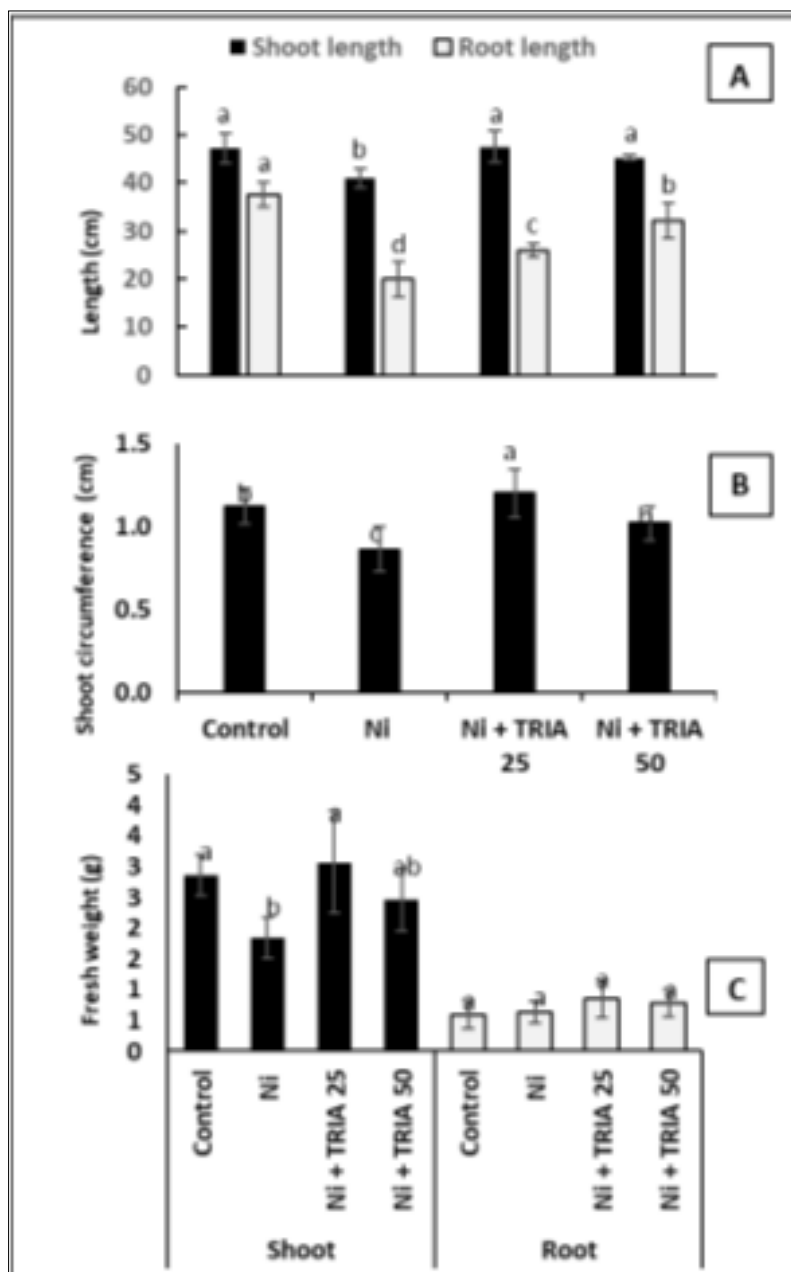 Shoot length Root length
A
60
50
40
30
20
10
0
Length (cm)
a a b d a c a b
B
1.5
1.0
0.5
0.0
Shoot circumference (cm)
c a
Control Ni Ni + TRIA 25 Ni + TRIA 50
C
5
4
4
3
3
2
2
1
1
0
Fresh weight (g)
a b a ab a
Control Ni Ni + TRIA 25 Ni + TRIA 50 Control Ni Ni + TRIA 25 Ni + TRIA 50
Shoot Root